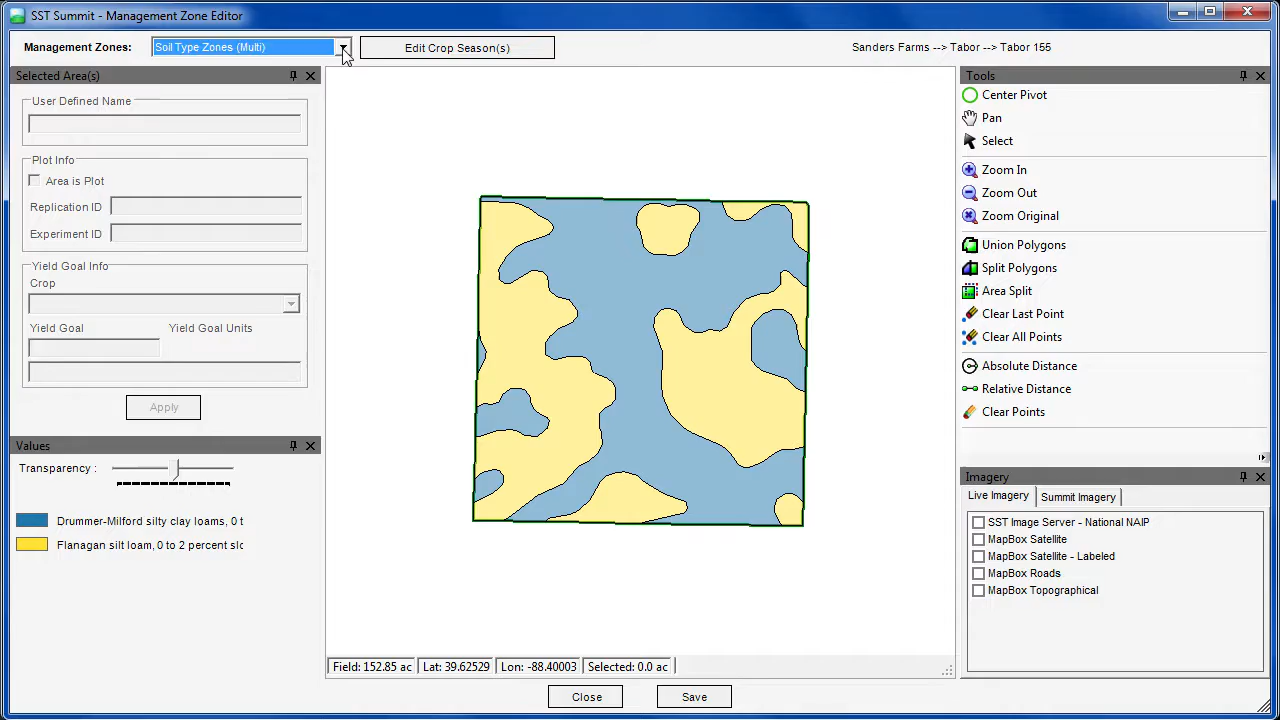 SST Summit - Management Zone Editor
Management Zones:
Soil Type Zones (Multi)
Edit Crop Season(s)
Sanders Farms --> Tabor --> Tabor 155
Selected Area(s)
User Defined Name
Plot Info
Area is Plot
Replication ID
Experiment ID
Yield Goal Info
Crop
Yield Goal
Yield Goal Units
Apply
Values
Transparency :
Drummer-Milford silty clay loams, 0 t
Flanagan silt loam, 0 to 2 percent slc
Field: 152.85 ac
Lat: 39.62529
Lon: -88.40003
Selected: 0.0 ac
Close
Save
Tools
Center Pivot
Pan
Select
Zoom In
Zoom Out
Zoom Original
Union Polygons
Split Polygons
Area Split
Clear Last Point
Clear All Points
Absolute Distance
Relative Distance
Clear Points
Imagery
Live Imagery
Summit Imagery
SST Image Server - National NAIP
MapBox Satellite
MapBox Satellite - Labeled
MapBox Roads
MapBox Topographical